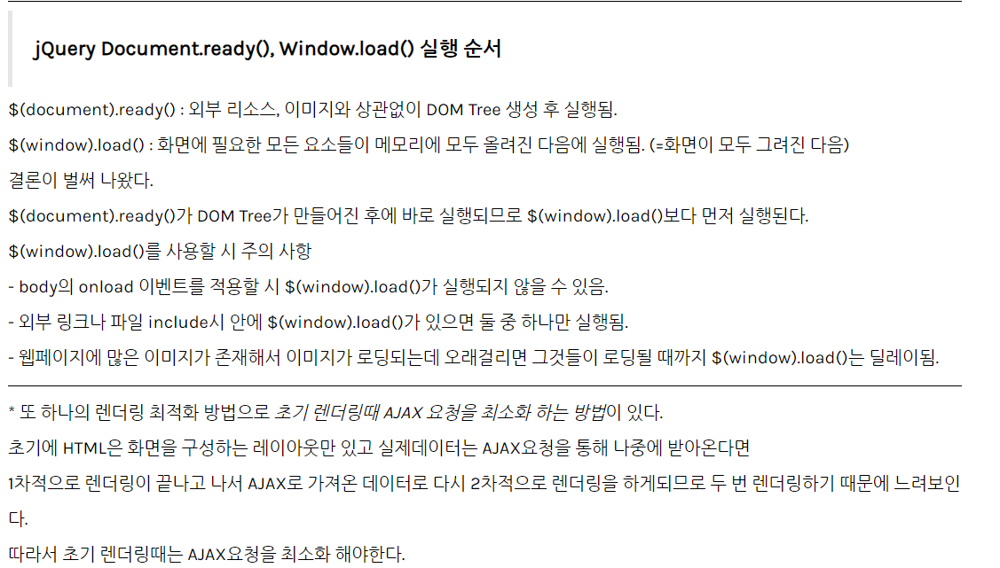 jQuery Document.ready(), Window.load() 실행 순서
$(document).ready() : 외부 리소스, 이미지와 상관없이 DOM Tree 생성 후 실행됨.
$(window).load() : 화면에 필요한 모든 요소들이 메모리에 모두 올려진 다음에 실행됨. (=화면이 모두 그려진 다음)
결론이 벌써 나왔다.
$(document).ready()가 DOM Tree가 만들어진 후에 바로 실행되므로 $(window).load()보다 먼저 실행된다.
$(window).load()를 사용할 시 주의 사항
- body의 onload 이벤트를 적용할 시 $(window).load()가 실행되지 않을 수 있음.
- 외부 링크나 파일 include시 안에 $(window).load()가 있으면 둘 중 하나만 실행됨.
- 웹페이지에 많은 이미지가 존재해서 이미지가 로딩되는데 오래걸리면 그것들이 로딩될 때까지 $(window).load()는 딜레이됨.
* 또 하나의 렌더링 최적화 방법으로 초기 렌더링때 AJAX 요청을 최소화 하는 방법이 있다.
초기에 HTML은 화면을 구성하는 레이아웃만 있고 실제데이터는 AJAX요청을 통해 나중에 받아온다면
1차적으로 렌더링이 끝나고 나서 AJAX로 가져온 데이터로 다시 2차적으로 렌더링을 하게되므로 두 번 렌더링하기 때문에 느려보인
다.
따라서 초기 렌더링때는 AJAX요청을 최소화 해야한다.